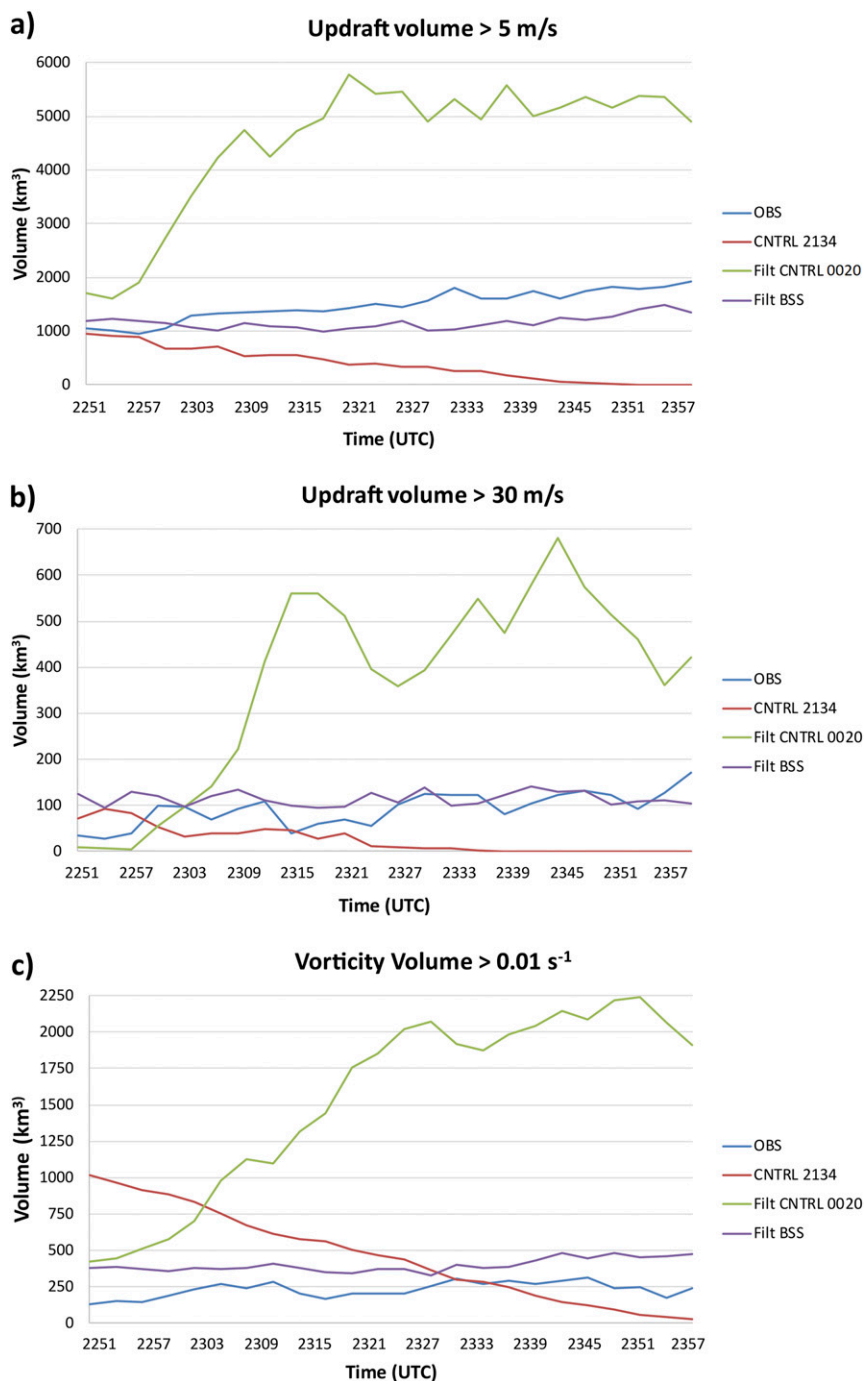 a)
Updraft volume > 5 m/s
6000
5000
4000
3000
2000
1000
0
Volume (km³)
2251 2257 2303 2309 2315 2321 2327 2333 2339 2345 2351 2357
Time (UTC)
OBS
CNTRL 2134
Filt CNTRL 0020
Filt BSS
b)
Updraft volume > 30 m/s
700
600
500
400
300
200
100
0
Volume (km³)
2251 2257 2303 2309 2315 2321 2327 2333 2339 2345 2351 2357
Time (UTC)
OBS
CNTRL 2134
Filt CNTRL 0020
Filt BSS
c)
Vorticity Volume > 0.01 s⁻¹
2250
2000
1750
1500
1250
1000
750
500
250
0
Volume (km³)
2251 2257 2303 2309 2315 2321 2327 2333 2339 2345 2351 2357
Time (UTC)
OBS
CNTRL 2134
Filt CNTRL 0020
Filt BSS